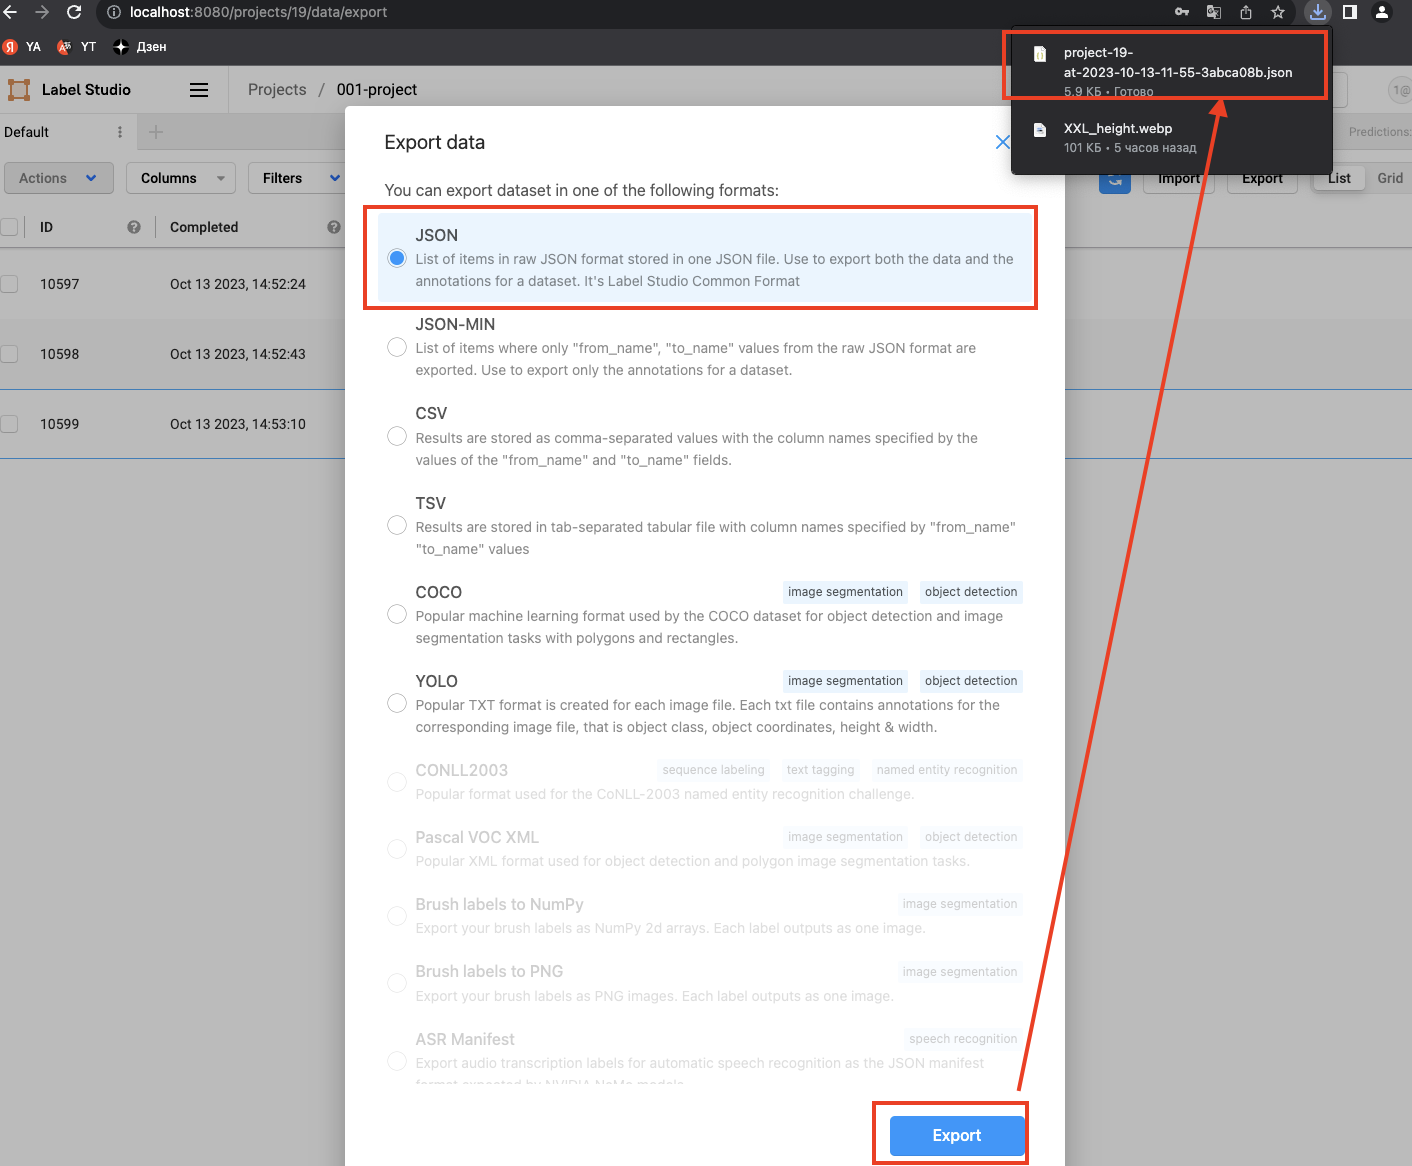 localhost:8080/projects/19/data/export
Я YA YT Дзен
project-19-
at-2023-10-13-11-55-3abca08b.json
5,9 КБ • Готово
XXL_height.webp
101 КБ • 5 часов назад
Label Studio
Projects / 001-project
1@
Default
Predictions:
Actions Columns Filters
Import Export List Grid
ID Completed
10597 Oct 13 2023, 14:52:24
10598 Oct 13 2023, 14:52:43
10599 Oct 13 2023, 14:53:10
Export data
You can export dataset in one of the following formats:
JSON
List of items in raw JSON format stored in one JSON file. Use to export both the data and the
annotations for a dataset. It's Label Studio Common Format
JSON-MIN
List of items where only "from_name", "to_name" values from the raw JSON format are
exported. Use to export only the annotations for a dataset.
CSV
Results are stored as comma-separated values with the column names specified by the
values of the "from_name" and "to_name" fields.
TSV
Results are stored in tab-separated tabular file with column names specified by "from_name"
"to_name" values
COCO image segmentation object detection
Popular machine learning format used by the COCO dataset for object detection and image
segmentation tasks with polygons and rectangles.
YOLO image segmentation object detection
Popular TXT format is created for each image file. Each txt file contains annotations for the
corresponding image file, that is object class, object coordinates, height & width.
CONLL2003 sequence labeling text tagging named entity recognition
Popular format used for the CoNLL-2003 named entity recognition challenge.
Pascal VOC XML image segmentation object detection
Popular XML format used for object detection and polygon image segmentation tasks.
Brush labels to NumPy image segmentation
Export your brush labels as NumPy 2d arrays. Each label outputs as one image.
Brush labels to PNG image segmentation
Export your brush labels as PNG images. Each label outputs as one image.
ASR Manifest speech recognition
Export audio transcription labels for automatic speech recognition as the JSON manifest
format expected by NVIDIA NeMo models
Export